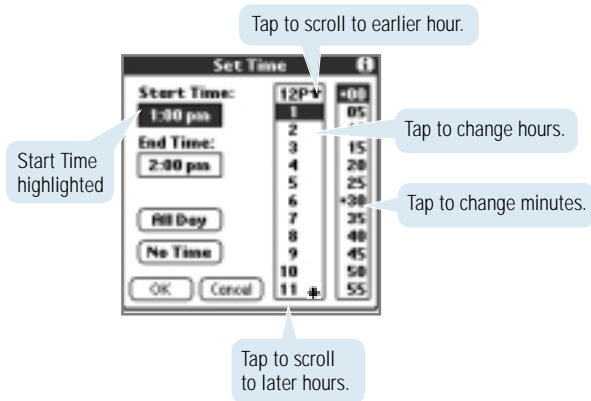 Tap to scroll to earlier hour.
Set Time
Start Time:
1:00 pm
End Time:
2:00 pm
All Day
No Time
OK
Cancel
12P
1
2
3
4
5
6
7
8
9
10
11
00
05
15
20
25
30
35
40
45
50
55
Start Time
highlighted
Tap to change hours.
Tap to change minutes.
Tap to scroll
to later hours.